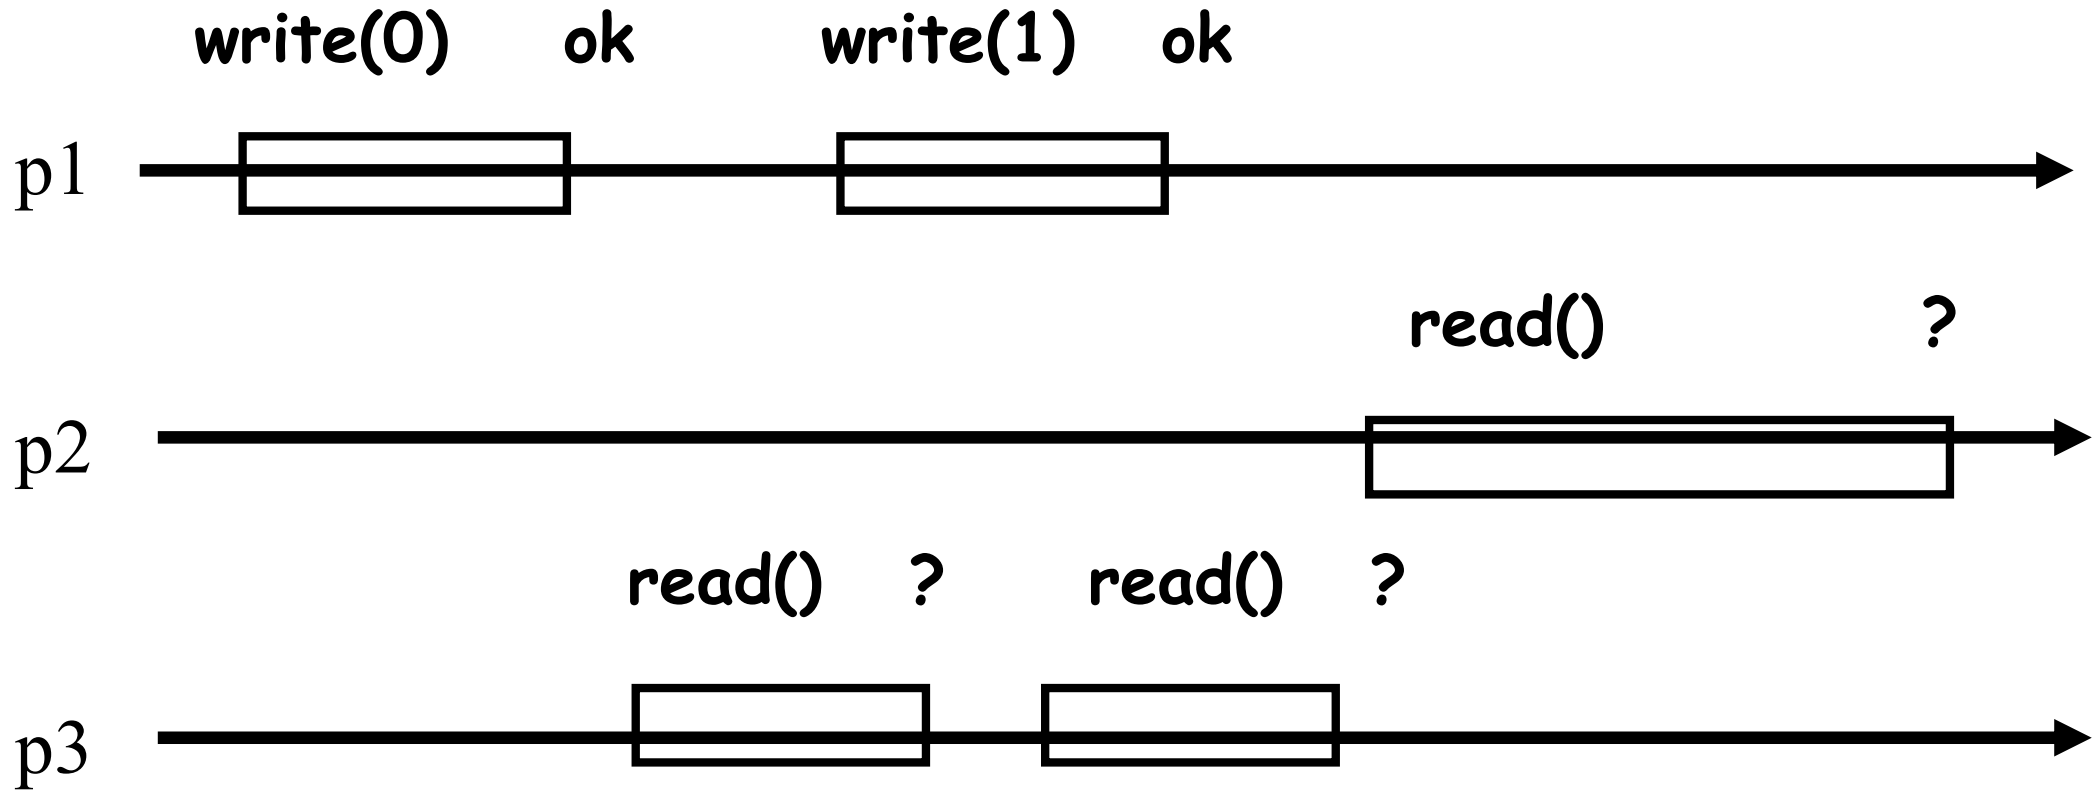 write(0) ok write(1) ok
p1
read() ?
p2
read() ? read() ?
p3